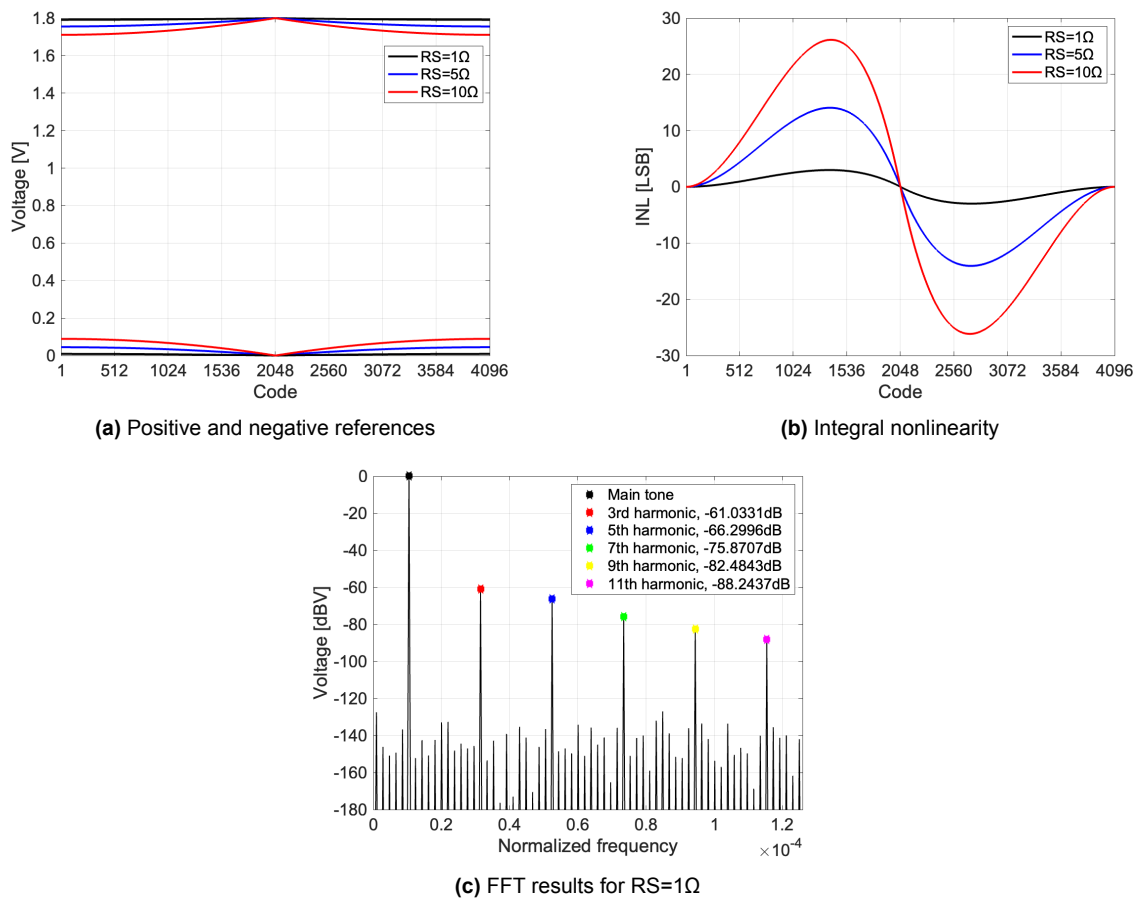 1.8
1.6
1.4
1.2
1.8
1
0.8
0.6
0.4
0.2
0
Voltage [V]
RS=1Ω
RS=5Ω
RS=10Ω
1 512 1024 1536 2048 2560 3072 3584 4096
Code
(a) Positive and negative references
30
20
10
0
-10
-20
-30
INL [LSB]
RS=1Ω
RS=5Ω
RS=10Ω
1 512 1024 1536 2048 2560 3072 3584 4096
Code
(b) Integral nonlinearity
0
-20
-40
-60
-80
-100
-120
-140
-160
-180
Voltage [dBV]
Main tone
3rd harmonic, -61.0331dB
5th harmonic, -66.2996dB
7th harmonic, -75.8707dB
9th harmonic, -82.4843dB
11th harmonic, -88.2437dB
0 0.2 0.4 0.6 0.8 1 1.2
Normalized frequency
×10-4
(c) FFT results for RS=1Ω